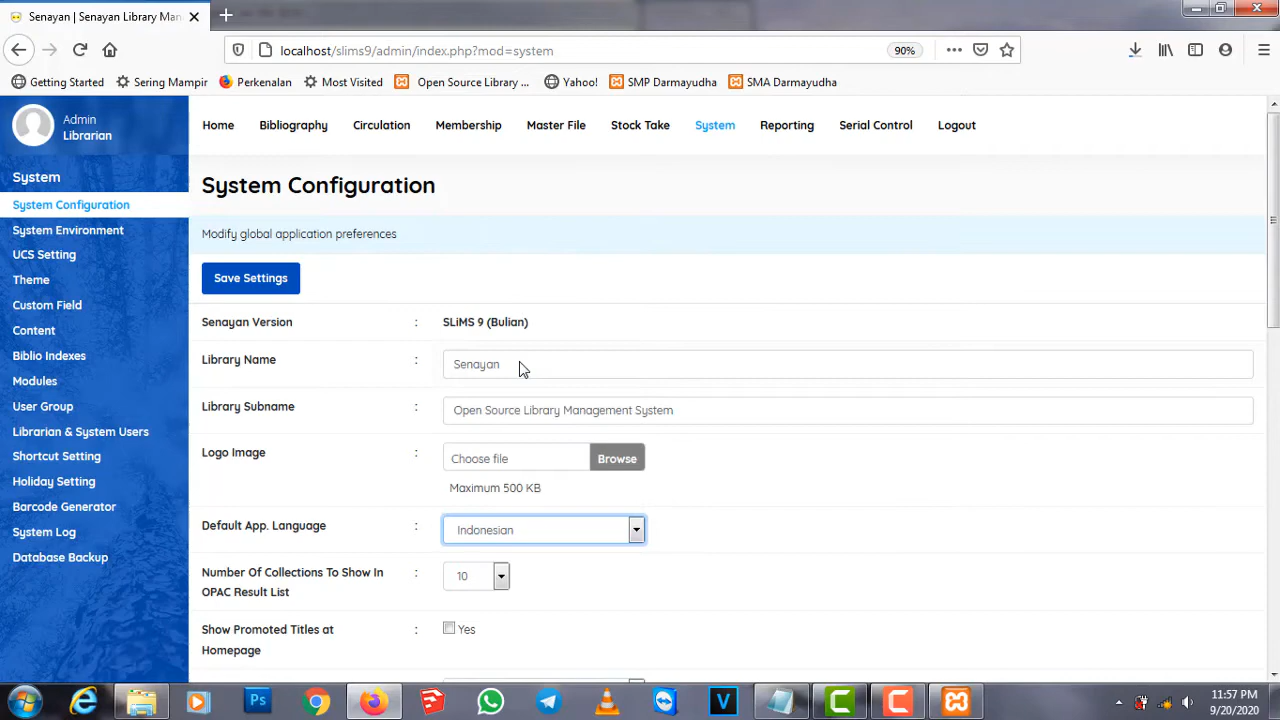 Senayan | Senayan Library Man
localhost/slims9/admin/index.php?mod=system
90%
Getting Started
Sering Mampir
Perkenalan
Most Visited
Open Source Library ...
Yahoo!
SMP Darmayudha
SMA Darmayudha
Admin
Librarian
Home
Bibliography
Circulation
Membership
Master File
Stock Take
System
Reporting
Serial Control
Logout
System
System Configuration
System Environment
UCS Setting
Theme
Custom Field
Content
Biblio Indexes
Modules
User Group
Librarian & System Users
Shortcut Setting
Holiday Setting
Barcode Generator
System Log
Database Backup
System Configuration
Modify global application preferences
Save Settings
Senayan Version : SLiMS 9 (Bulian)
Library Name : Senayan
Library Subname : Open Source Library Management System
Logo Image : Choose file Browse
Maximum 500 KB
Default App. Language : Indonesian
Number Of Collections To Show In : 10
OPAC Result List
Show Promoted Titles at : Yes
Homepage
Ps
V
C
C
11:57 PM
9/20/2020